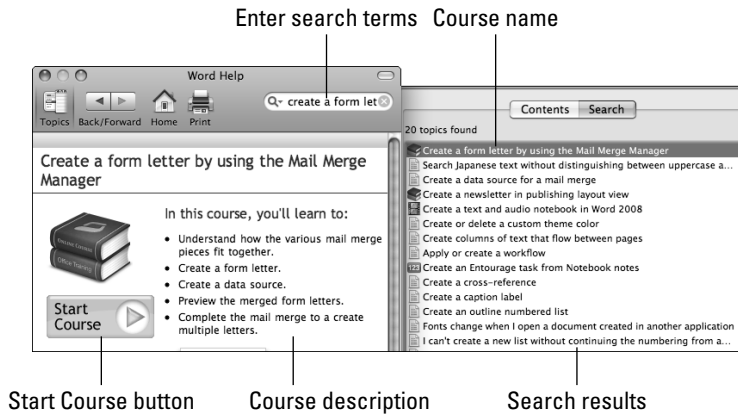 Enter search terms Course name
Word Help
create a form let
Topics Back/Forward Home Print
Create a form letter by using the Mail Merge
Manager
In this course, you'll learn to:
• Understand how the various mail merge
pieces fit together.
• Create a form letter.
• Create a data source.
• Preview the merged form letters.
• Complete the mail merge to a create
multiple letters.
Office Training
Start
Course
Contents Search
20 topics found
Create a form letter by using the Mail Merge Manager
Search Japanese text without distinguishing between uppercase a...
Create a data source for a mail merge
Create a newsletter in publishing layout view
Create a text and audio notebook in Word 2008
Create or delete a custom theme color
Create columns of text that flow between pages
Apply or create a workflow
123 Create an Entourage task from Notebook notes
Create a cross-reference
Create a caption label
Create an outline numbered list
Fonts change when I open a document created in another application
I can't create a new list without continuing the numbering from a...
Start Course button Course description Search results